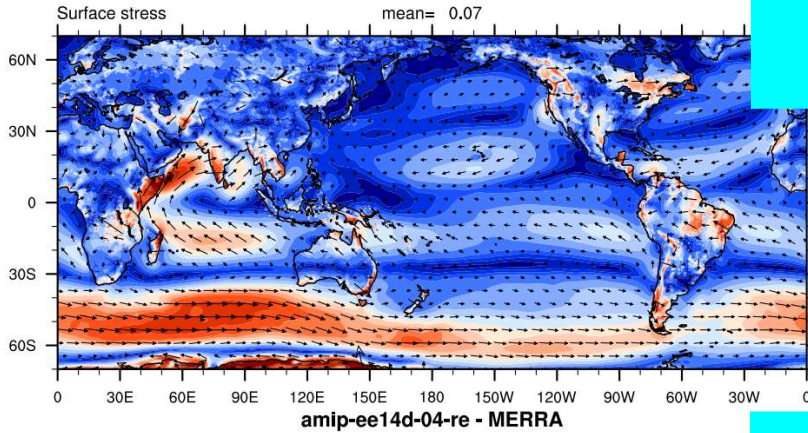 Surface stress mean= 0.07
60N
30N
0
30S
60S
0 30E 60E 90E 120E 150E 180 150W 120W 90W 60W 30W 0
amip-ee14d-04-re - MERRA